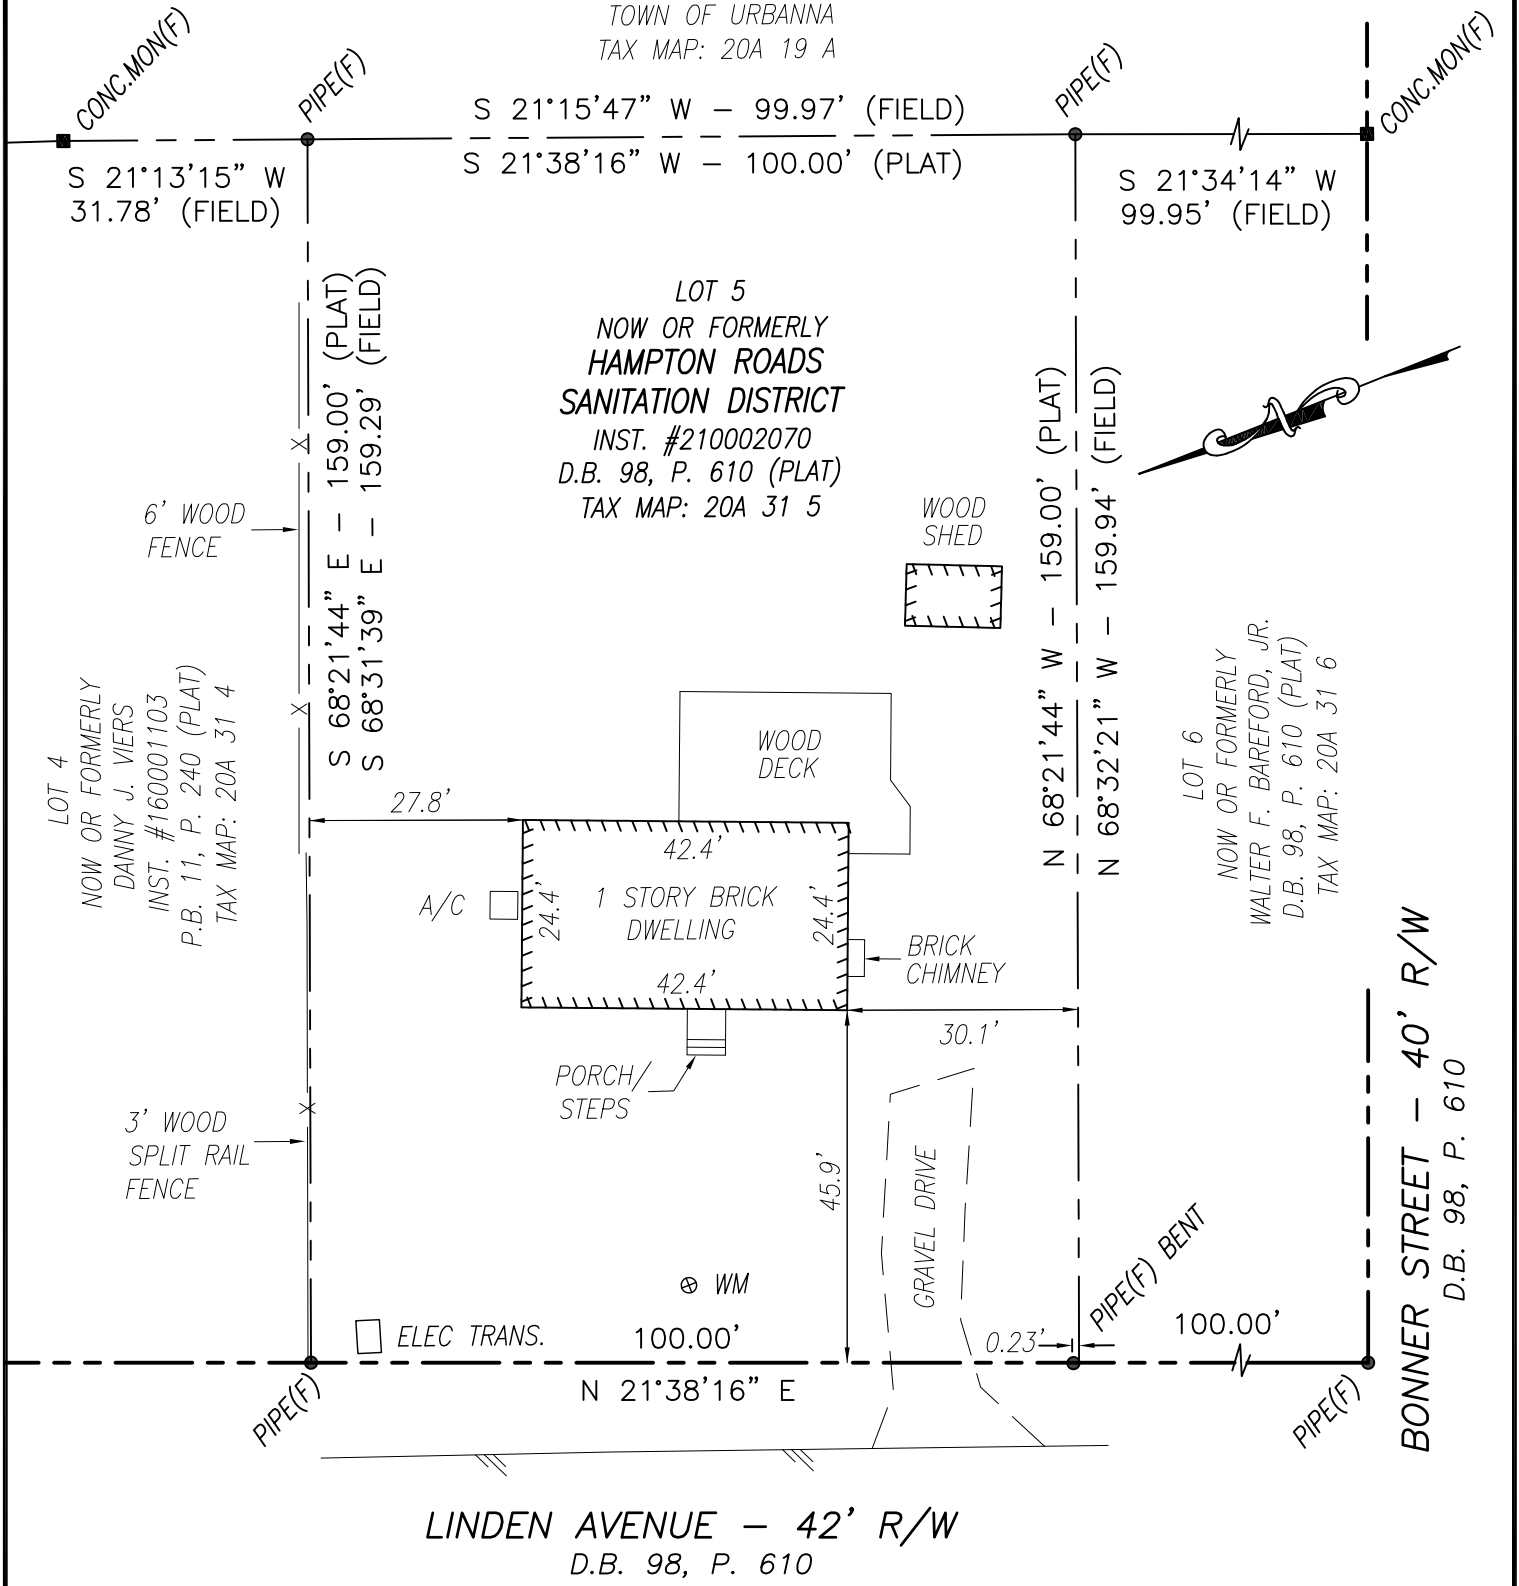 TOWN OF URBANNA
TAX MAP: 20A 19 A
CONC.MON(F)
PIPE(F)
PIPE(F)
CONC.MON(F)
S 21°15'47" W – 99.97' (FIELD)
S 21°38'16" W – 100.00' (PLAT)
S 21°13'15" W
31.78' (FIELD)
S 21°34'14" W
99.95' (FIELD)
LOT 5
NOW OR FORMERLY
HAMPTON ROADS
SANITATION DISTRICT
INST. #210002070
D.B. 98, P. 610 (PLAT)
TAX MAP: 20A 31 5
S 68°21'44" E – 159.00' (PLAT)
S 68°31'39" E – 159.29' (FIELD)
N 68°21'44" W – 159.00' (PLAT)
N 68°32'21" W – 159.94' (FIELD)
N
X
6' WOOD
FENCE
X
WOOD
SHED
LOT 4
NOW OR FORMERLY
DANNY J. VIERS
INST. #160001103
P.B. 11, P. 240 (PLAT)
TAX MAP: 20A 31 4
LOT 6
NOW OR FORMERLY
WALTER F. BAREFORD, JR.
D.B. 98, P. 610 (PLAT)
TAX MAP: 20A 31 6
WOOD
DECK
27.8'
42.4'
A/C
24.4'
1 STORY BRICK
DWELLING
24.4'
42.4'
BRICK
CHIMNEY
30.1'
PORCH/
STEPS
X
3' WOOD
SPLIT RAIL
FENCE
45.9'
GRAVEL DRIVE
WM
ELEC TRANS.
100.00'
0.23'
PIPE(F) BENT
100.00'
N 21°38'16" E
PIPE(F)
PIPE(F)
BONNER STREET – 40' R/W
D.B. 98, P. 610
LINDEN AVENUE – 42' R/W
D.B. 98, P. 610